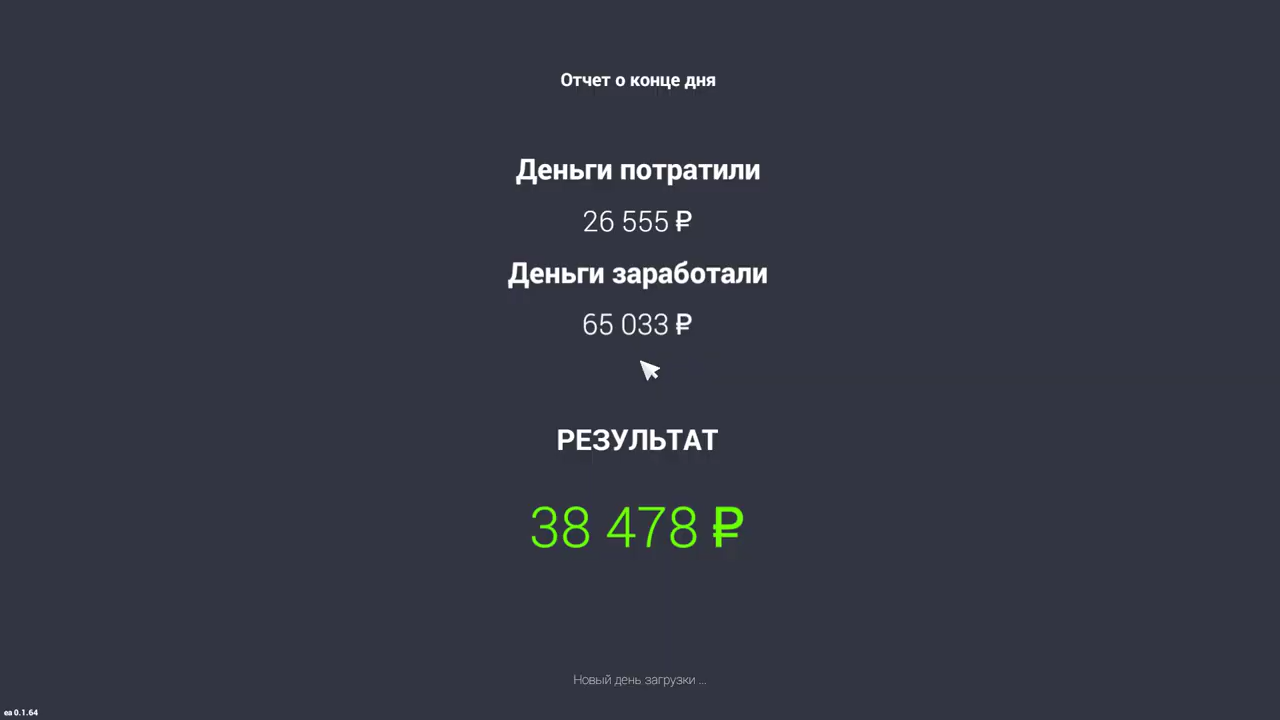 Отчет о конце дня
Деньги потратили
26 555 ₽
Деньги заработали
65 033 ₽
РЕЗУЛЬТАТ
38 478 ₽
Новый день загрузки ...
ea 0.1.64